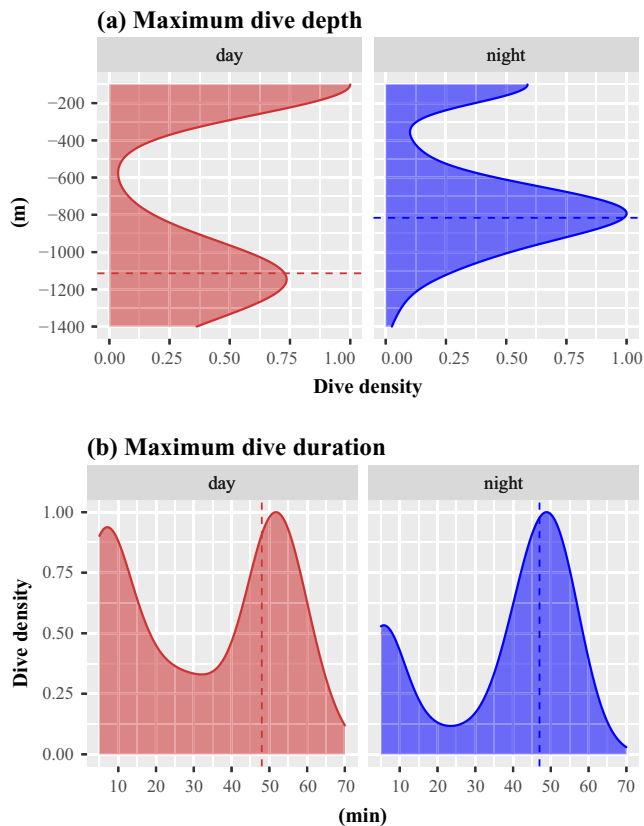 (a) Maximum dive depth
day night
−200
−400
−600
−800
−1000
−1200
−1400
(m)
0.00 0.25 0.50 0.75 1.00 0.00 0.25 0.50 0.75 1.00
Dive density
(b) Maximum dive duration
day night
1.00
0.75
0.50
0.25
0.00
Dive density
10 20 30 40 50 60 70 10 20 30 40 50 60 70
(min)